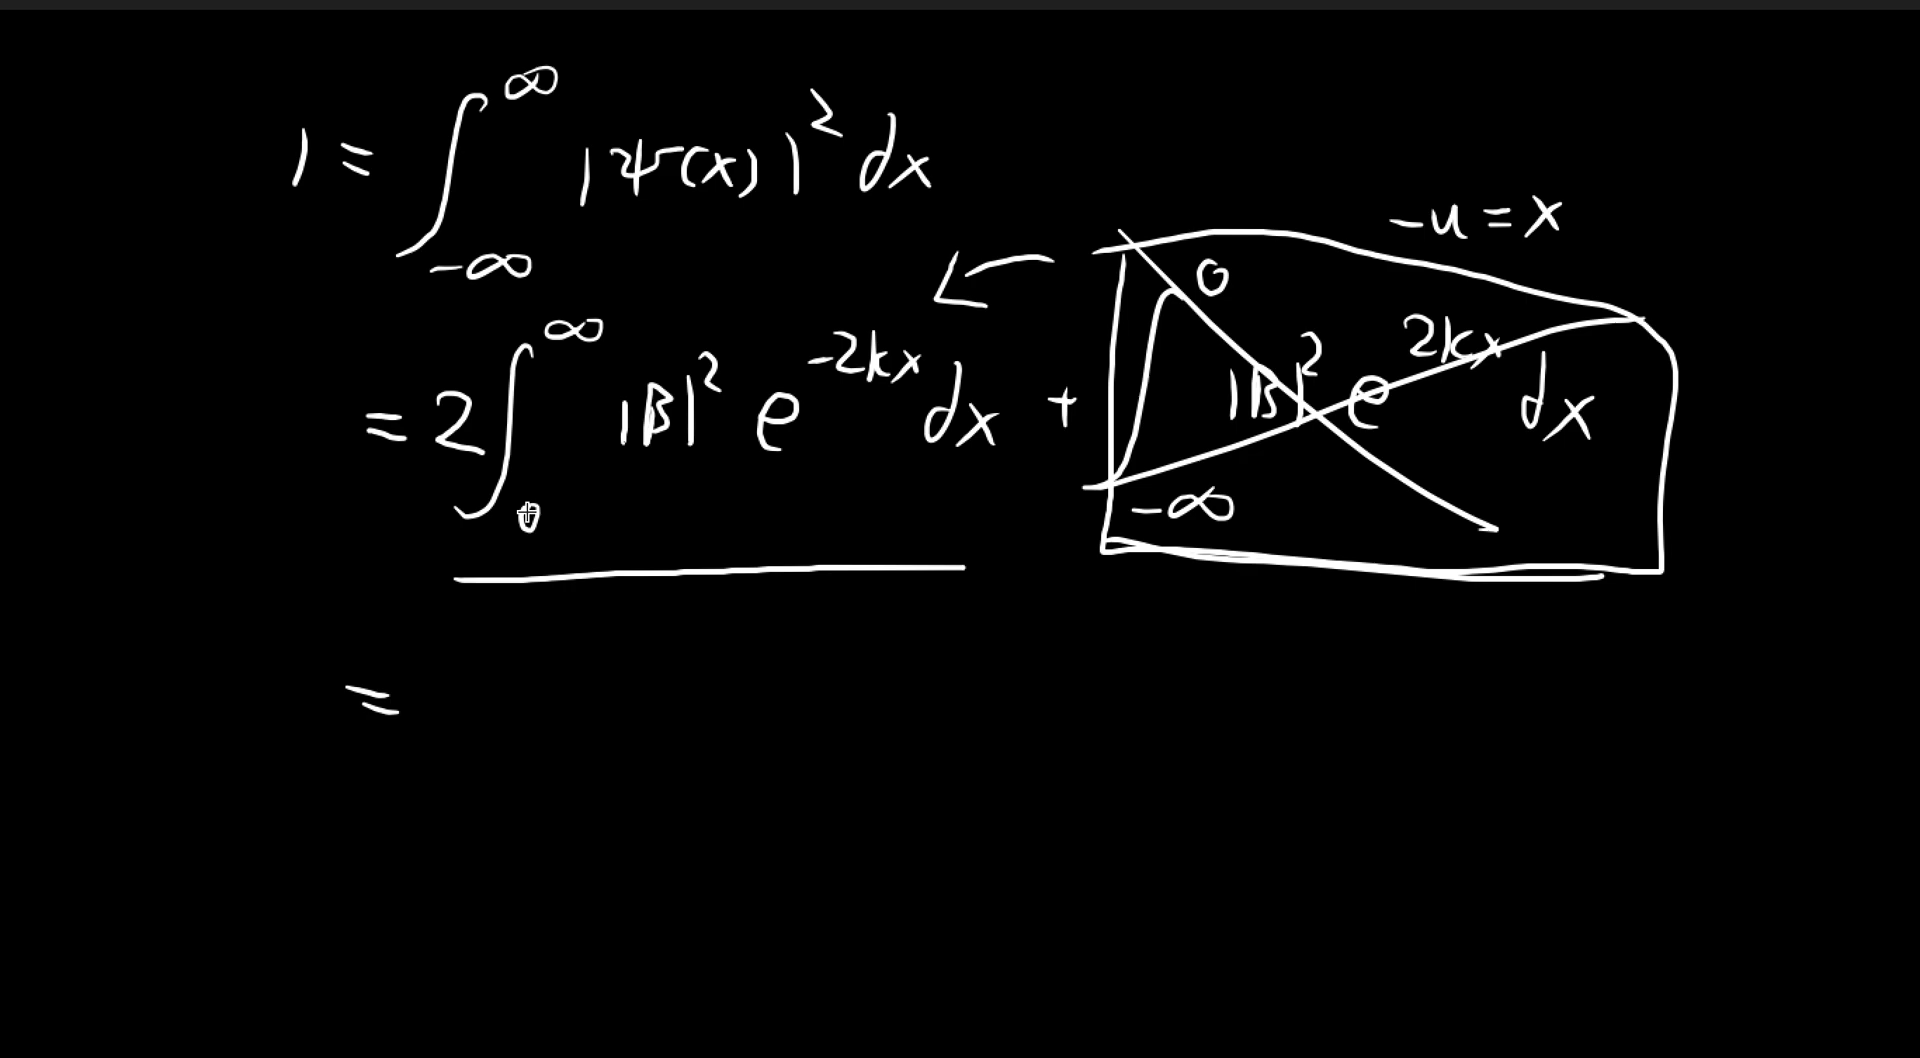 1 = ∫_{-∞}^{∞} |ψ(x)|² dx
-u = x
= 2 ∫_{0}^{∞} |B|² e^{-2kx} dx + ∫_{-∞}^{0} |B|² e^{2kx} dx
=